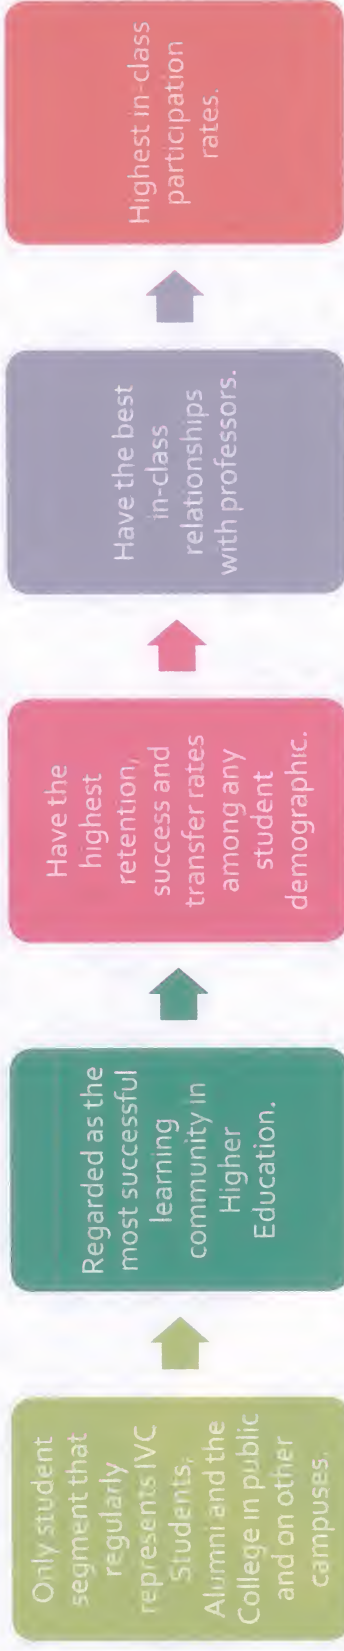 Only student
segment that
regularly
represents IVC
Students,
Alumni and the
College in public
and on other
campuses.
Regarded as the
most successful
learning
community in
Higher
Education.
Have the
highest
retention,
success and
transfer rates
among any
student
demographic.
Have the best
in-class
relationships
with professors.
Highest in-class
participation
rates.